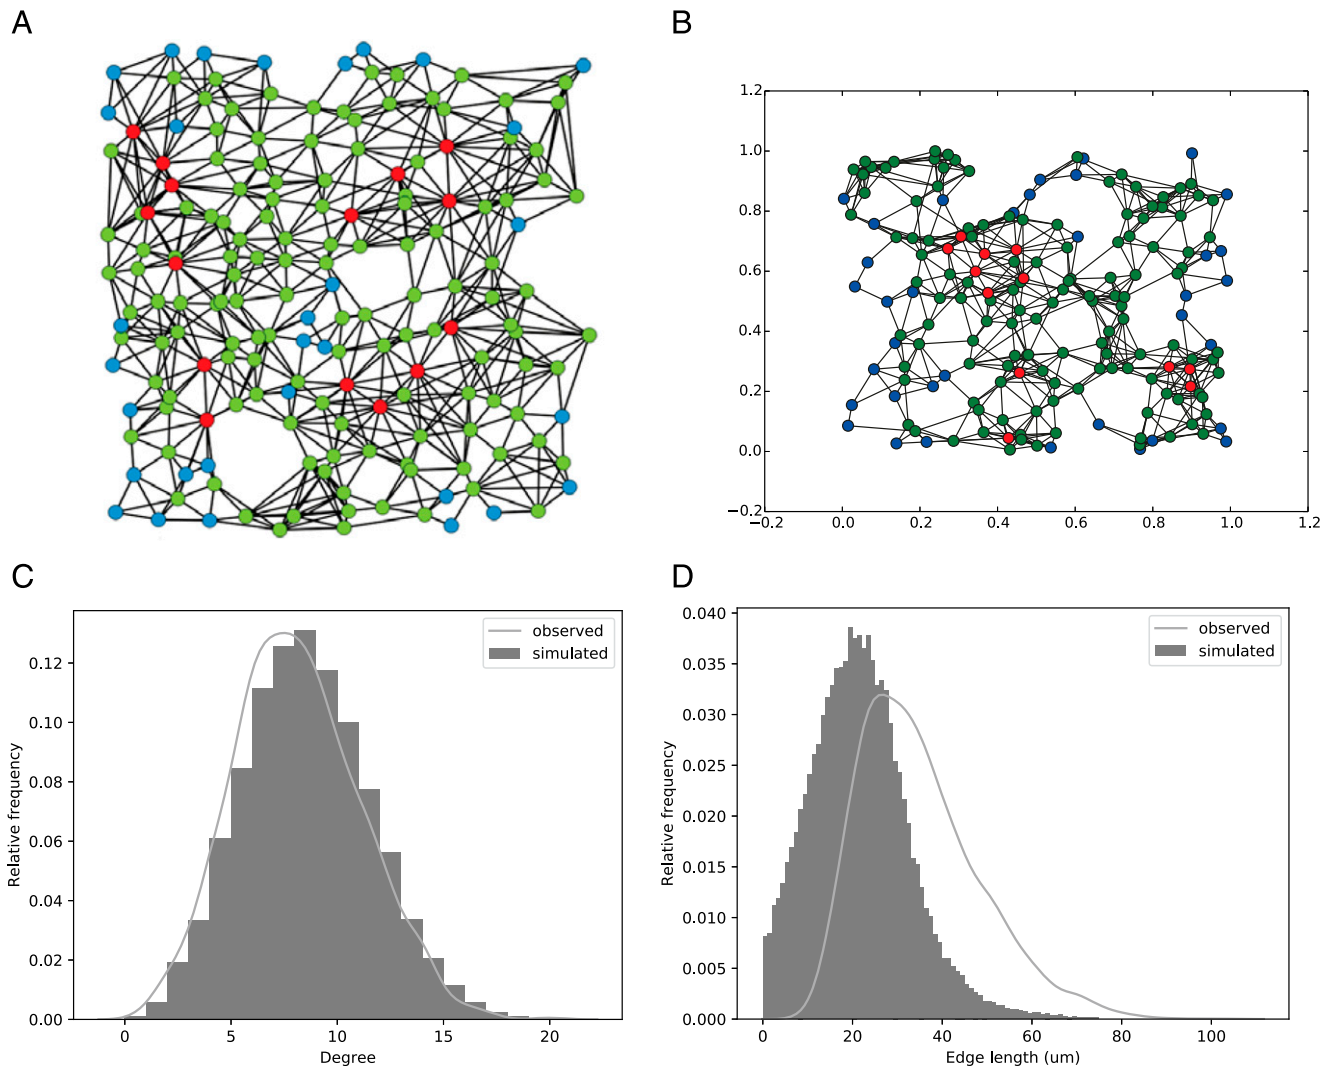 A
B
1.2
1.0
0.8
0.6
0.4
0.2
0.0
−0.2
−0.2 0.0 0.2 0.4 0.6 0.8 1.0 1.2
C
observed
simulated
0.12
0.10
0.08
0.06
0.04
0.02
0.00
Relative frequency
0 5 10 15 20
Degree
D
observed
simulated
0.040
0.035
0.030
0.025
0.020
0.015
0.010
0.005
0.000
Relative frequency
0 20 40 60 80 100
Edge length (um)